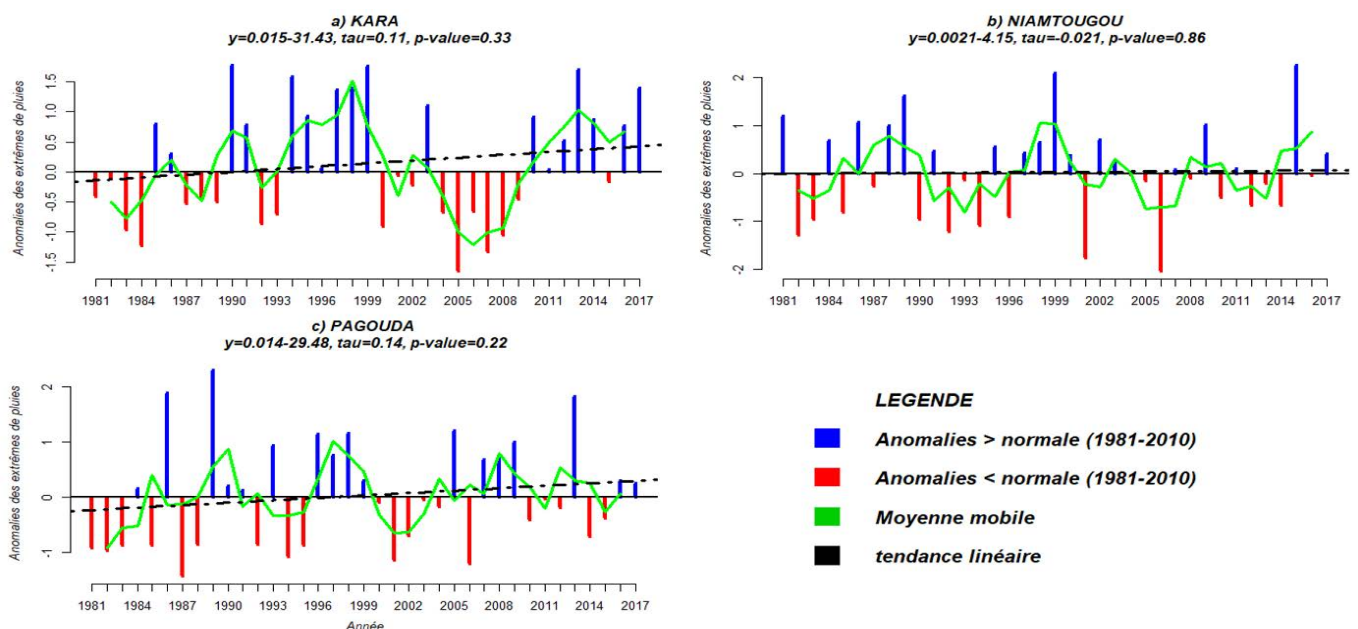 a) KARA
y=0.015-31.43, tau=0.11, p-value=0.33
Anomalies des extrêmes de pluies
1.5
1.0
0.5
0.0
-0.5
-1.0
-1.5
1981 1984 1987 1990 1993 1996 1999 2002 2005 2008 2011 2014 2017
b) NIAMTOUGOU
y=0.0021-4.15, tau=-0.021, p-value=0.86
Anomalies des extrêmes de pluies
2
1
0
-1
-2
1981 1984 1987 1990 1993 1996 1999 2002 2005 2008 2011 2014 2017
c) PAGOUDA
y=0.014-29.48, tau=0.14, p-value=0.22
Anomalies des extrêmes de pluies
2
1
0
-1
1981 1984 1987 1990 1993 1996 1999 2002 2005 2008 2011 2014 2017
Année
LEGENDE
Anomalies > normale (1981-2010)
Anomalies < normale (1981-2010)
Moyenne mobile
tendance linéaire